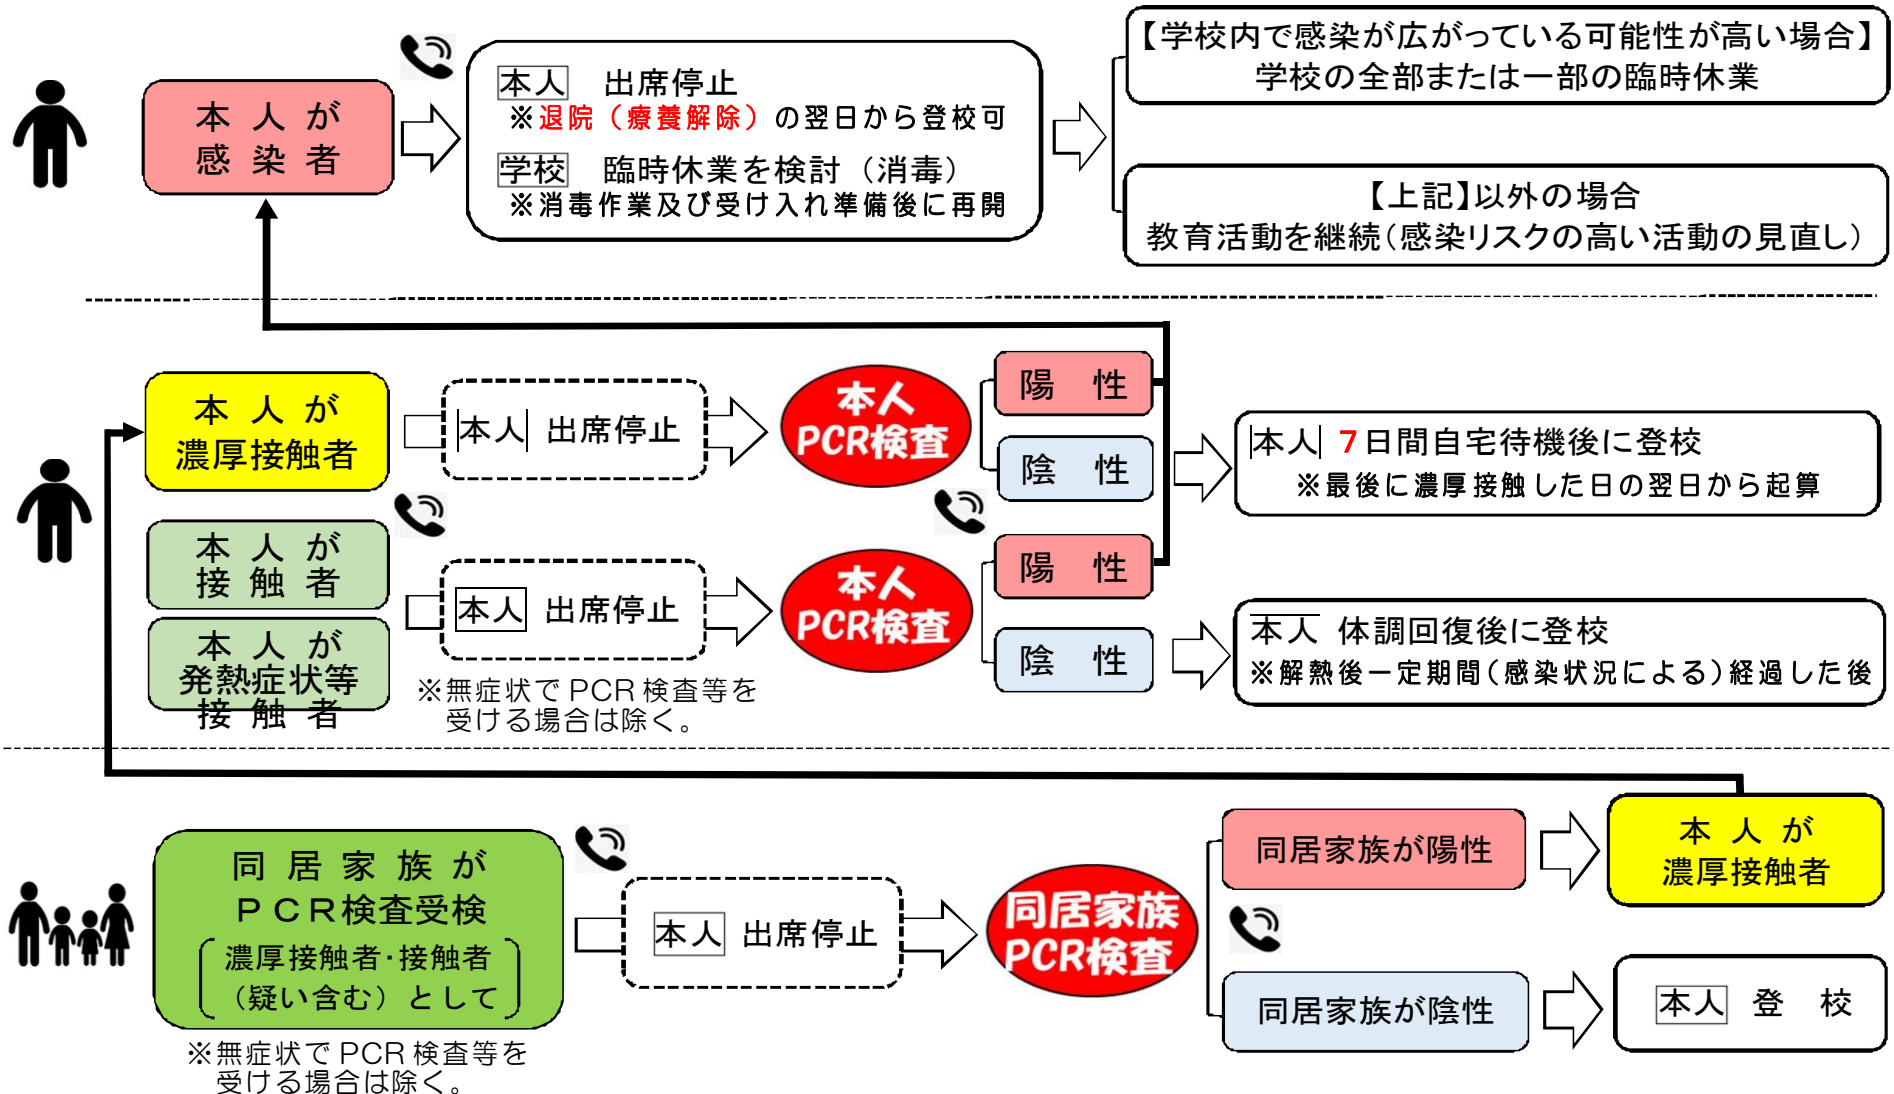 本人が
感染者
本人 出席停止
※退院（療養解除）の翌日から登校可
学校 臨時休業を検討（消毒）
※消毒作業及び受け入れ準備後に再開
【学校内で感染が広がっている可能性が高い場合】
学校の全部または一部の臨時休業
【上記】以外の場合
教育活動を継続（感染リスクの高い活動の見直し）
本人が
濃厚接触者
本人 出席停止
本人
PCR検査
陽 性
陰 性
本人 7日間自宅待機後に登校
※最後に濃厚接触した日の翌日から起算
本人が
接触者
本人が
発熱症状等
接触者
本人 出席停止
※無症状でPCR検査等を
受ける場合は除く。
本人
PCR検査
陽 性
陰 性
本人 体調回復後に登校
※解熱後一定期間（感染状況による）経過した後
同居家族が
ＰＣＲ検査受検
濃厚接触者・接触者
（疑い含む）として
※無症状でPCR検査等を
受ける場合は除く。
本人 出席停止
同居家族
PCR検査
同居家族が陽性
同居家族が陰性
本人が
濃厚接触者
本人 登 校